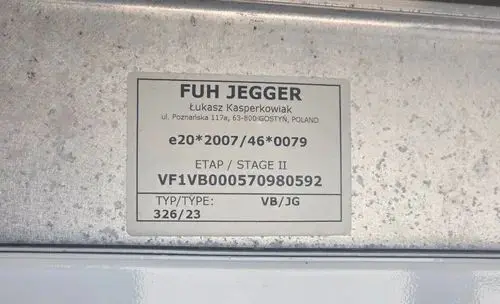 FUH JEGGER
Łukasz Kasperkowiak
ul. Poznańska 117a, 63-800 GOSTYŃ, POLAND
e20*2007/46*0079
ETAP / STAGE II
VF1VB000570980592
TYP/TYPE: VB/JG
326/23